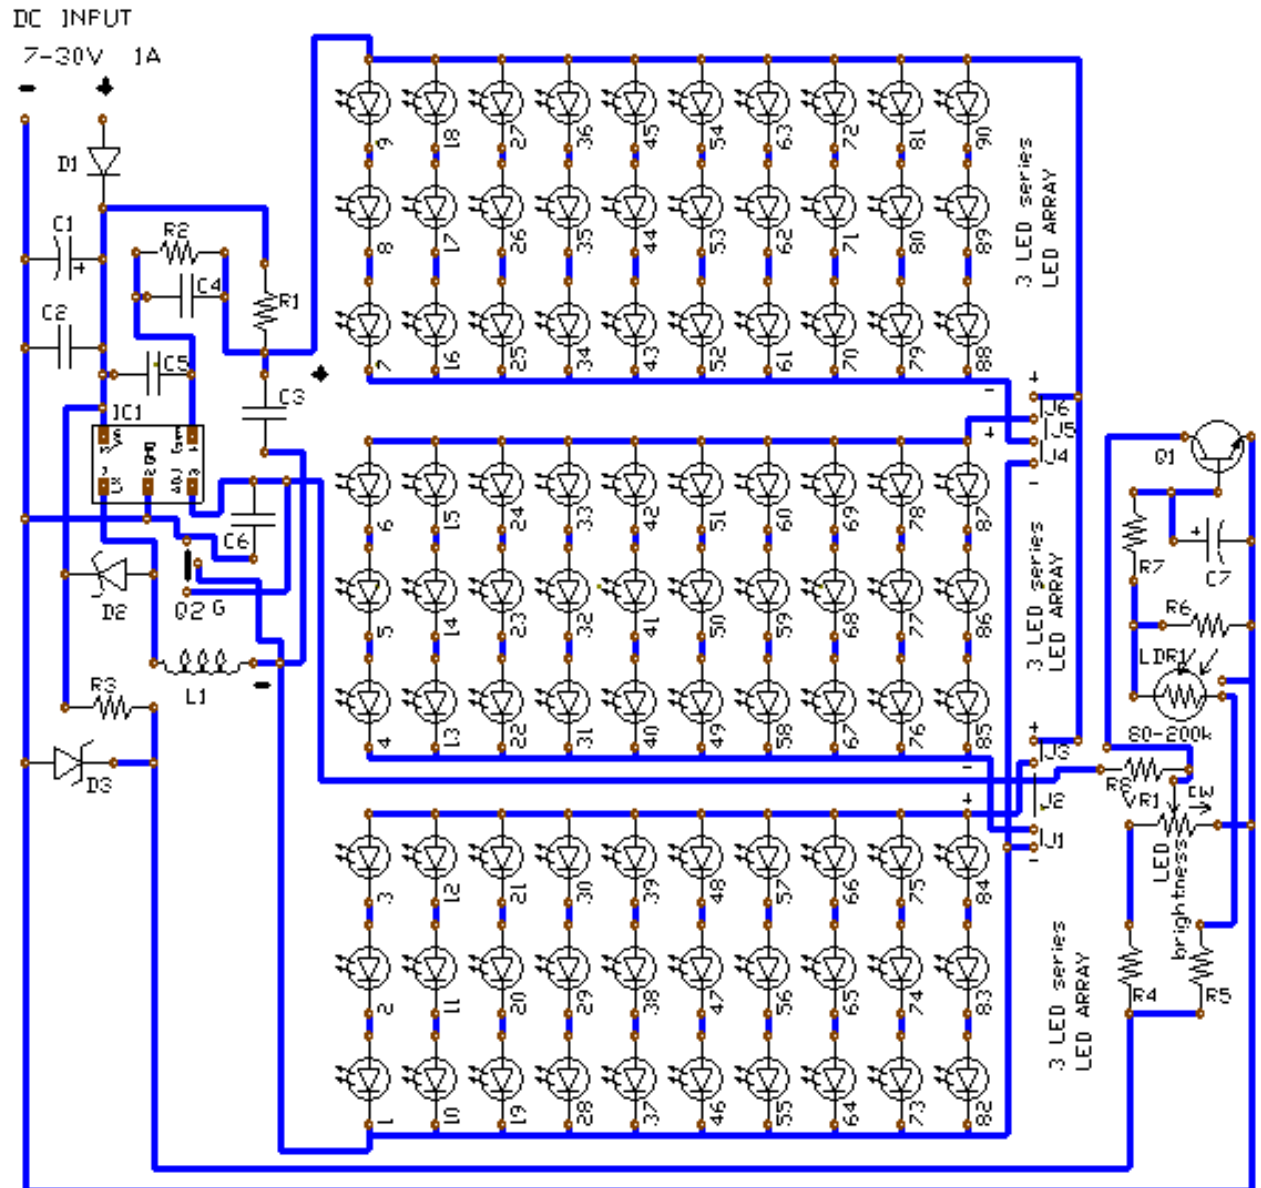 DC INPUT
7-30V 1A
- +
D1
C1
+
R2
C4
R1
C2
C5
+
C3
IC1
GND
LX
ADJ
C6
D2
Q2 G
L1
-
R3
D3
9 18 27 36 45 54 63 72 81 90
8 17 26 35 44 53 62 71 80 89
7 16 25 34 43 52 61 70 79 88
-
3 LED series
LED ARRAY
+
J6
J5
J4
-
+
6 15 24 33 42 51 60 69 78 87
5 14 23 32 41 50 59 68 77 86
4 13 22 31 40 49 58 67 76 85
-
3 LED series
LED ARRAY
+
J3
J2
J1
-
+
3 12 21 30 39 48 57 66 75 84
2 11 20 29 38 47 56 65 74 83
1 10 19 28 37 46 55 64 73 82
3 LED series
LED ARRAY
Q1
R7
+
C7
R6
LDR1
80-200k
R8
VR1
CW
LED
brightness
R4
R5